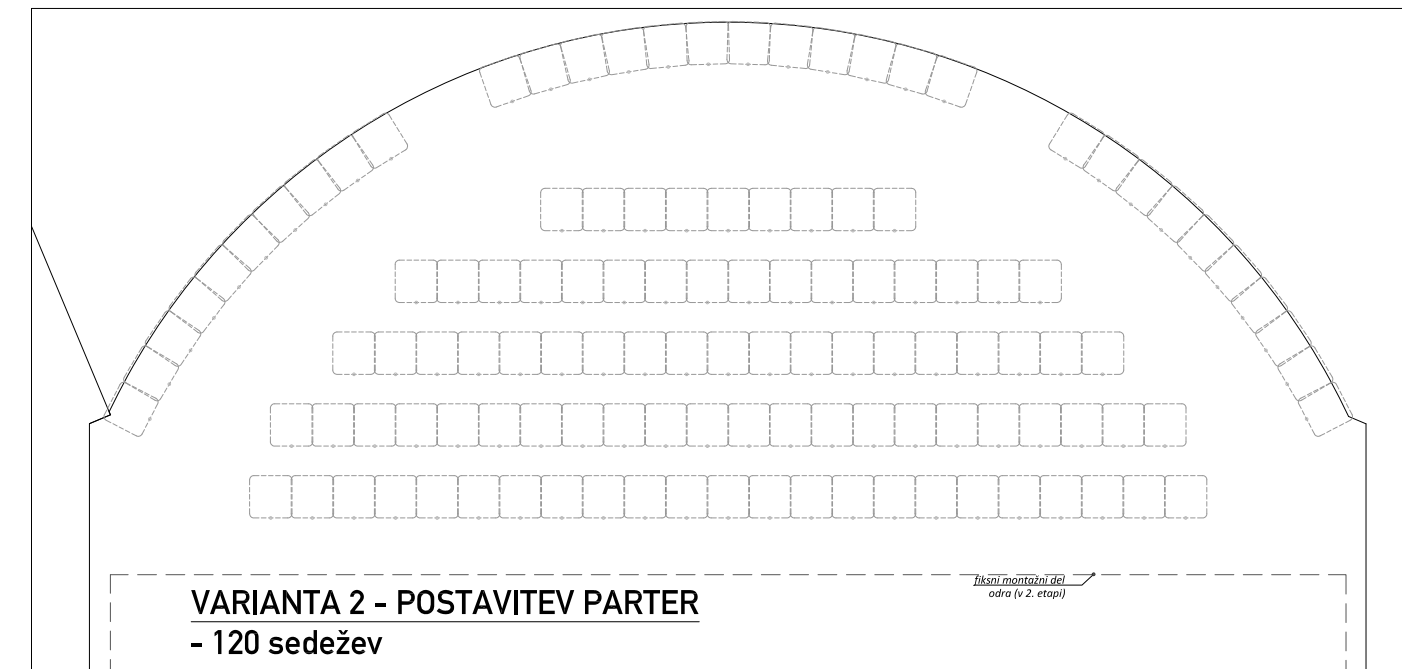 fiksni montažni del
odra (v 2. etapi)
VARIANTA 2 - POSTAVITEV PARTER
- 120 sedežev